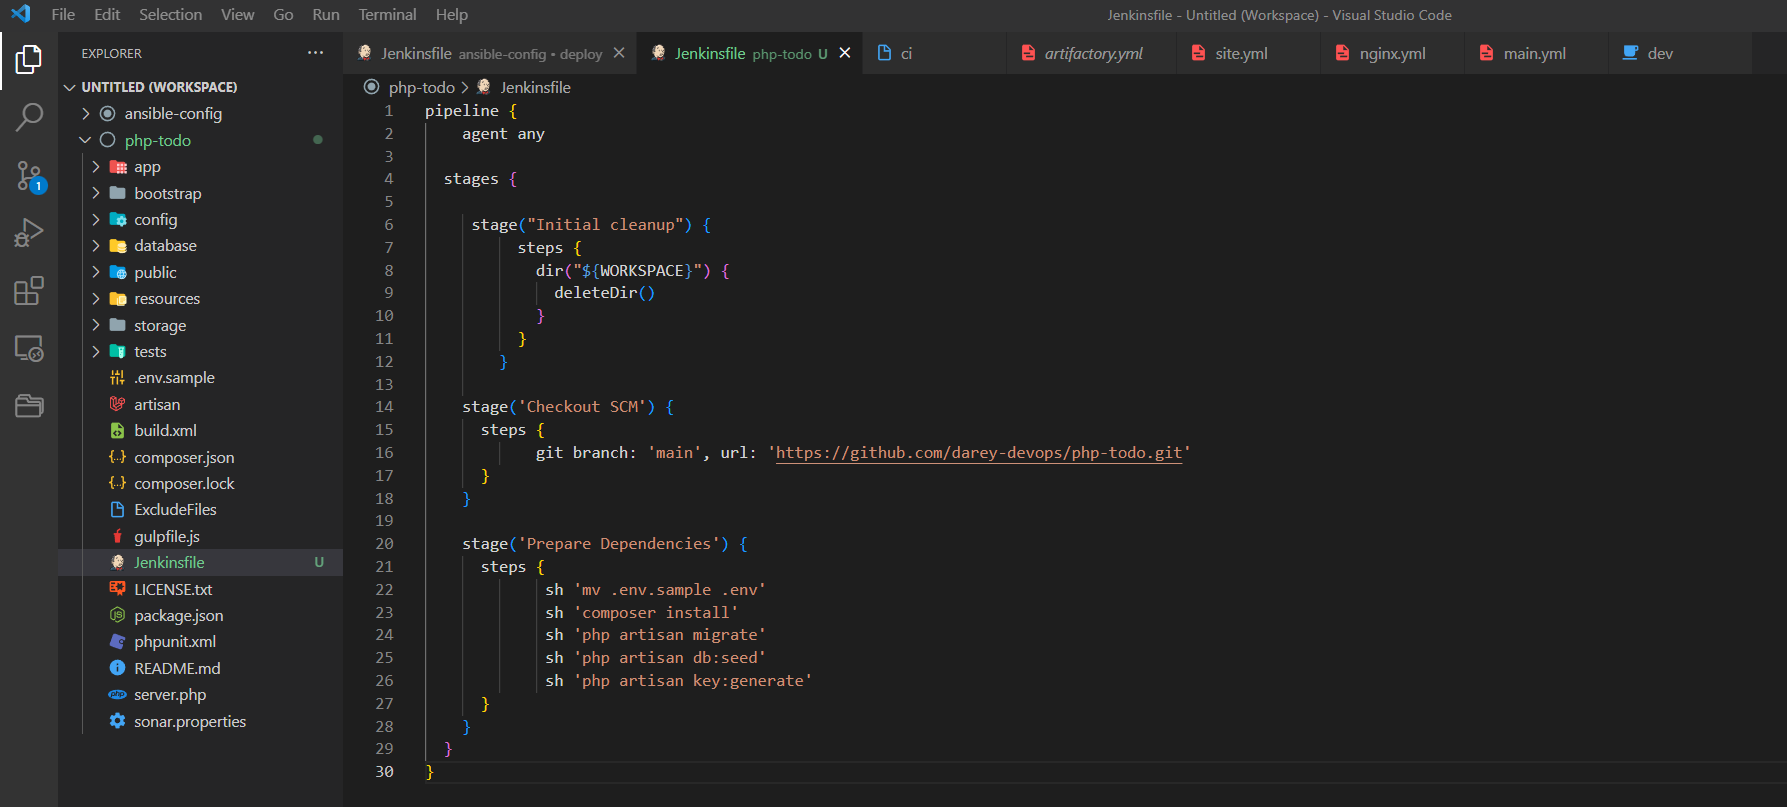 File Edit Selection View Go Run Terminal Help
Jenkinsfile - Untitled (Workspace) - Visual Studio Code
EXPLORER ...
Jenkinsfile ansible-config • deploy
Jenkinsfile php-todo U
ci
artifactory.yml
site.yml
nginx.yml
main.yml
dev
UNTITLED (WORKSPACE)
ansible-config
php-todo
app
bootstrap
config
database
public
resources
storage
tests
.env.sample
artisan
build.xml
composer.json
composer.lock
ExcludeFiles
gulpfile.js
Jenkinsfile U
LICENSE.txt
package.json
phpunit.xml
README.md
server.php
sonar.properties
1
php-todo > Jenkinsfile
1 pipeline {
2 agent any
3
4 stages {
5
6 stage("Initial cleanup") {
7 steps {
8 dir("${WORKSPACE}") {
9 deleteDir()
10 }
11 }
12 }
13
14 stage('Checkout SCM') {
15 steps {
16 git branch: 'main', url: 'https://github.com/darey-devops/php-todo.git'
17 }
18 }
19
20 stage('Prepare Dependencies') {
21 steps {
22 sh 'mv .env.sample .env'
23 sh 'composer install'
24 sh 'php artisan migrate'
25 sh 'php artisan db:seed'
26 sh 'php artisan key:generate'
27 }
28 }
29 }
30 }